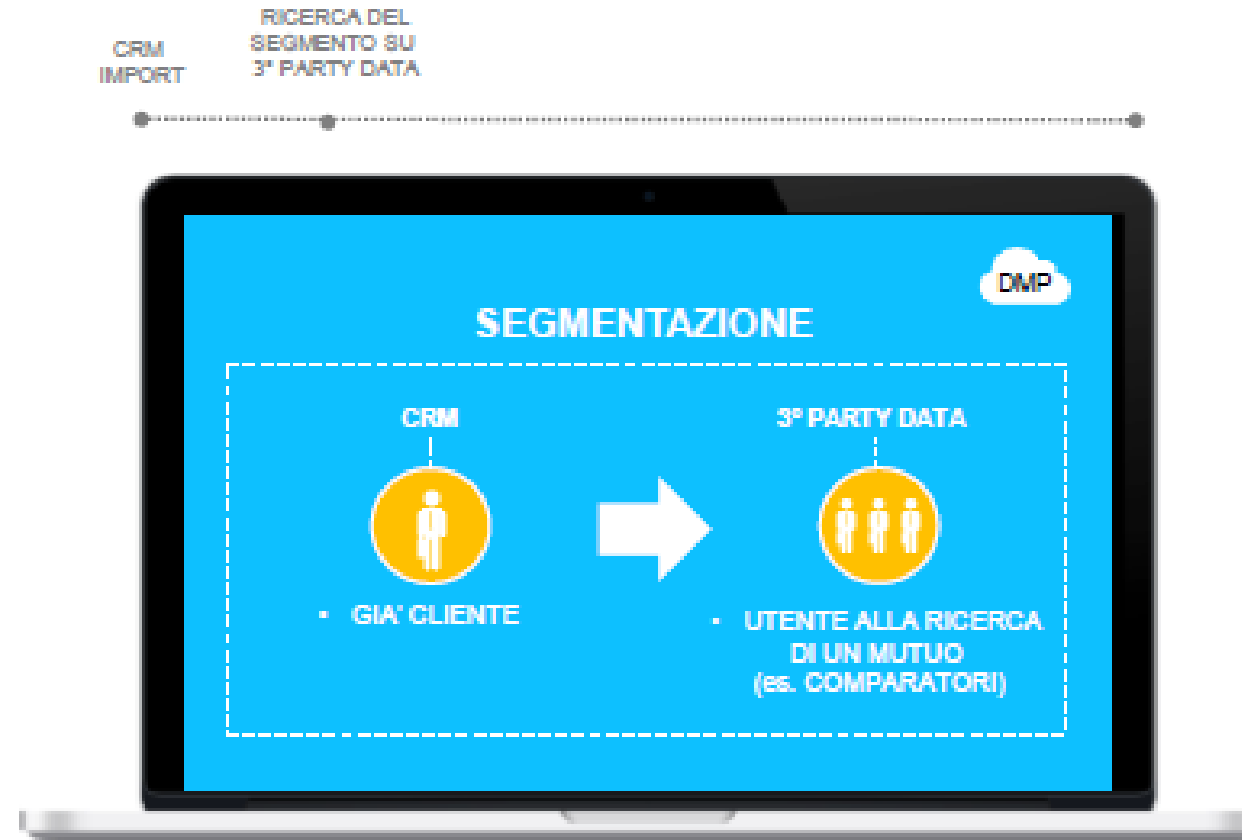 CRM
IMPORT
RICERCA DEL
SEGMENTO SU
3° PARTY DATA
DMP
SEGMENTAZIONE
CRM
3° PARTY DATA
• GIA' CLIENTE
• UTENTE ALLA RICERCA
DI UN MUTUO
(es. COMPARATORI)